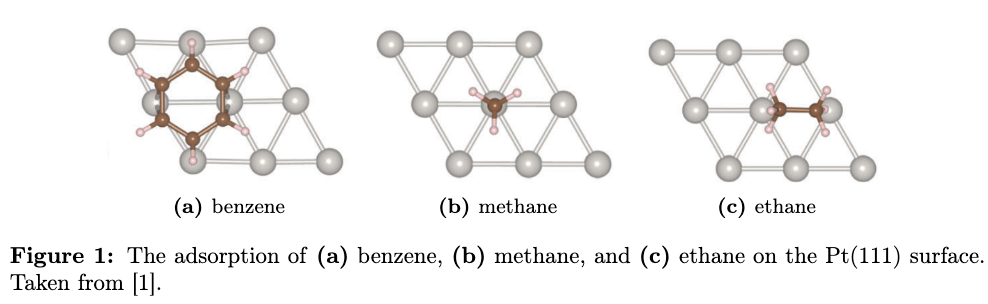 (a) benzene
(b) methane
(c) ethane
Figure 1: The adsorption of (a) benzene, (b) methane, and (c) ethane on the Pt(111) surface.
Taken from [1].